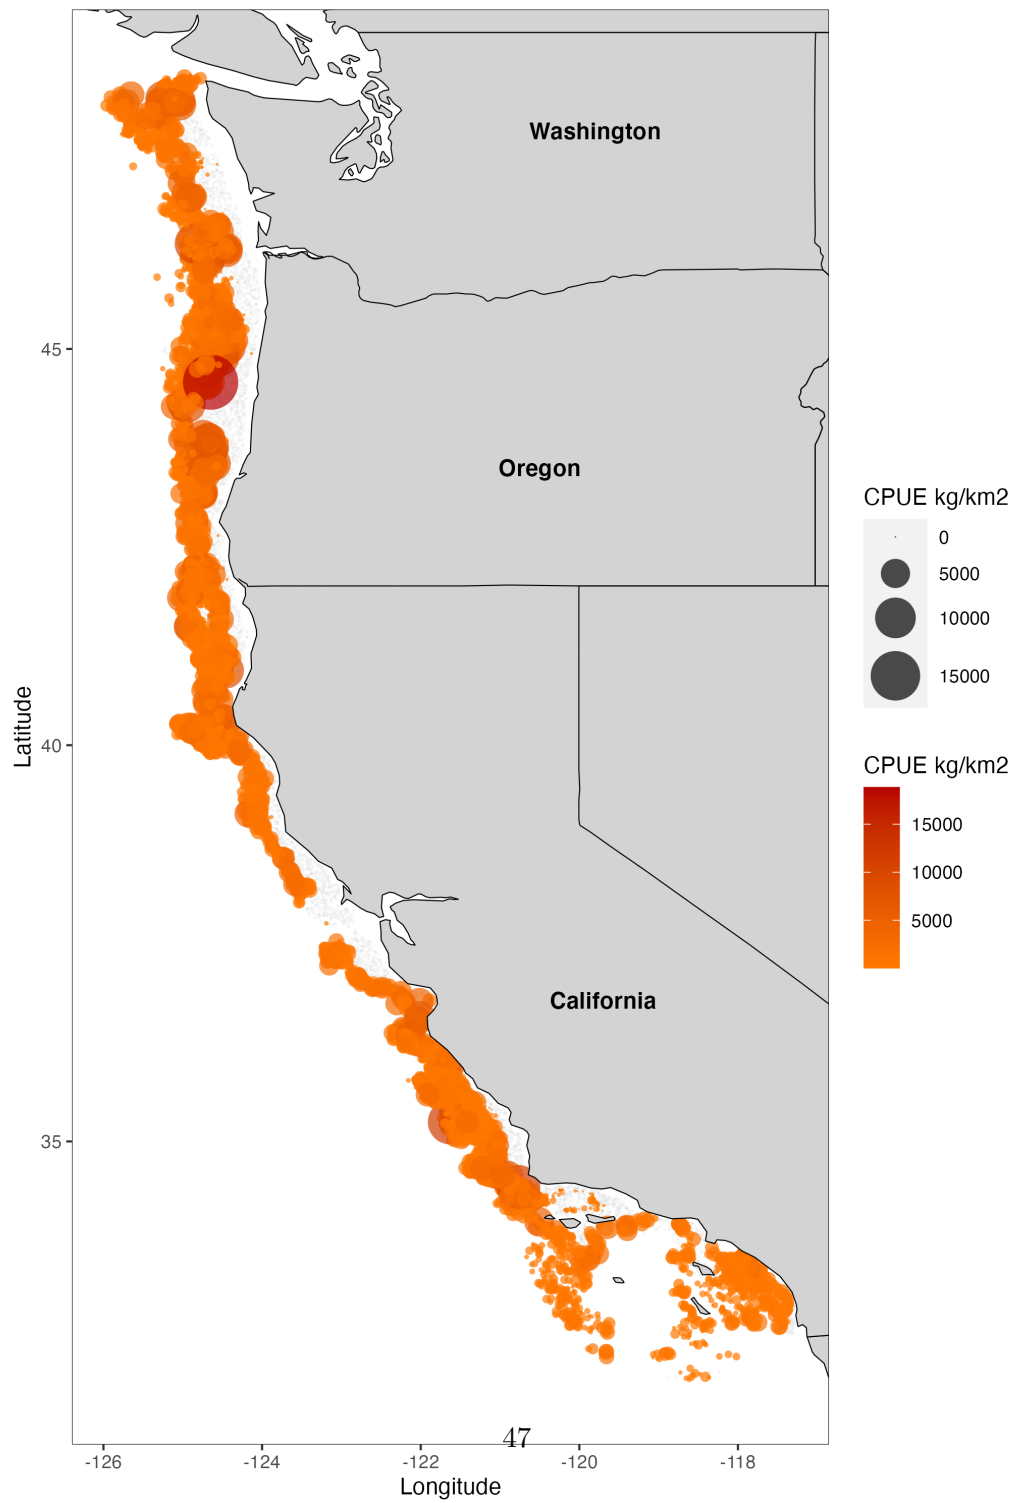 Washington
45
Oregon
CPUE kg/km2
0
5000
10000
15000
Latitude
40
CPUE kg/km2
15000
10000
5000
California
35
47
-126
-124
-122
-120
-118
Longitude